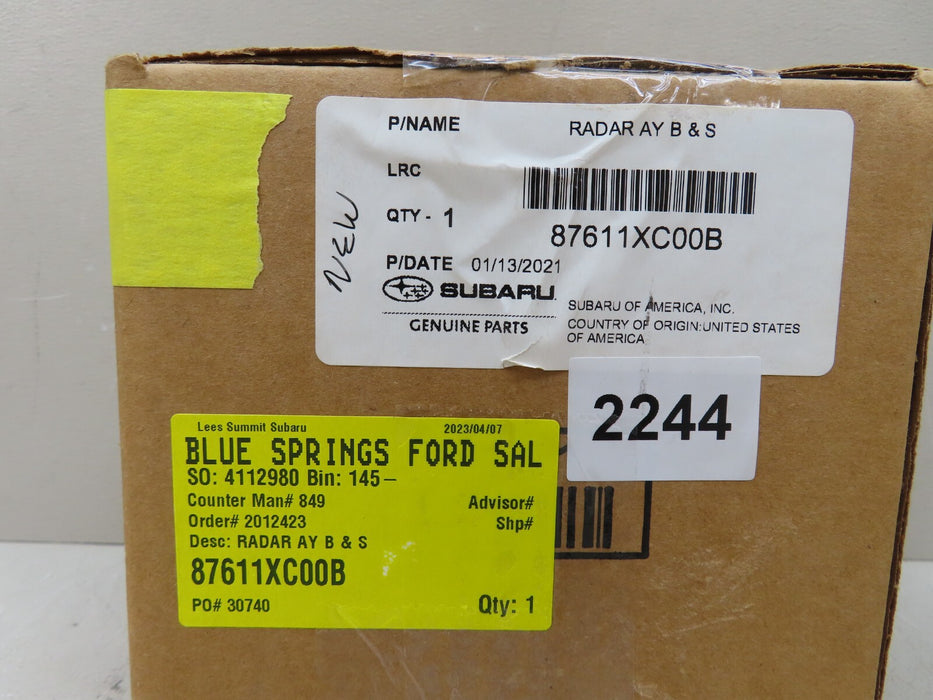 P/NAME RADAR AY B & S
LRC
QTY - 1
87611XC00B
P/DATE 01/13/2021
SUBARU.
GENUINE PARTS
SUBARU OF AMERICA, INC.
COUNTRY OF ORIGIN:UNITED STATES
OF AMERICA
NEW
2244
Lees Summit Subaru 2023/04/07
BLUE SPRINGS FORD SAL
SO: 4112980 Bin: 145-
Counter Man# 849 Advisor#
Order# 2012423 Shp#
Desc: RADAR AY B & S
87611XC00B
PO# 30740 Qty: 1